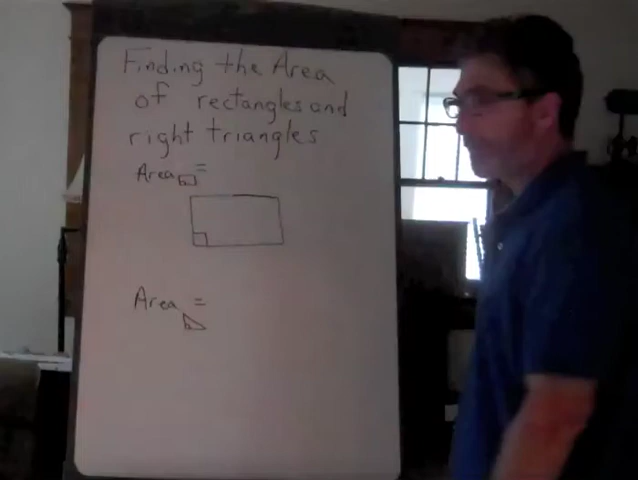 Finding the Area
of rectangles and
right triangles
Area =
Area =